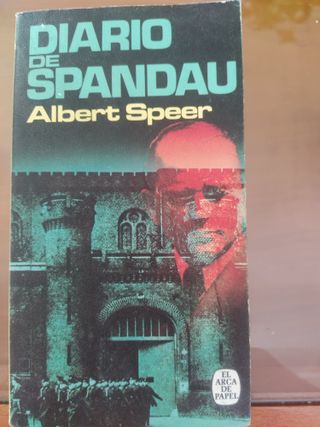 DIARIO
DE
SPANDAU
Albert Speer
EL
ARCA
DE
PAPEL